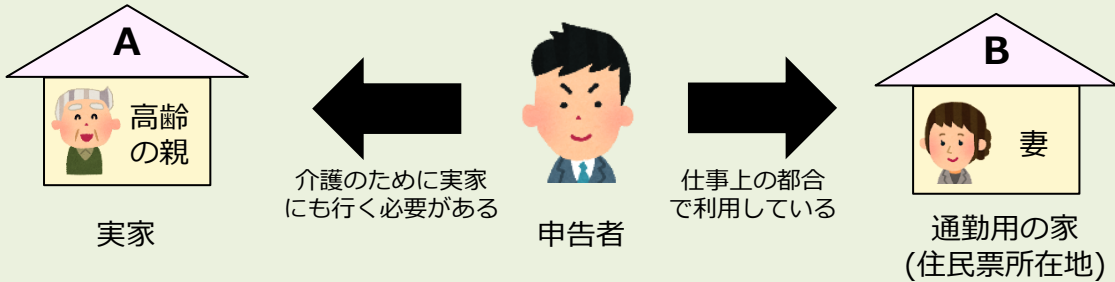 A
高齢
の親
実家
介護のために実家
にも行く必要がある
申告者
仕事上の都合
で利用している
B
妻
通勤用の家
(住民票所在地)